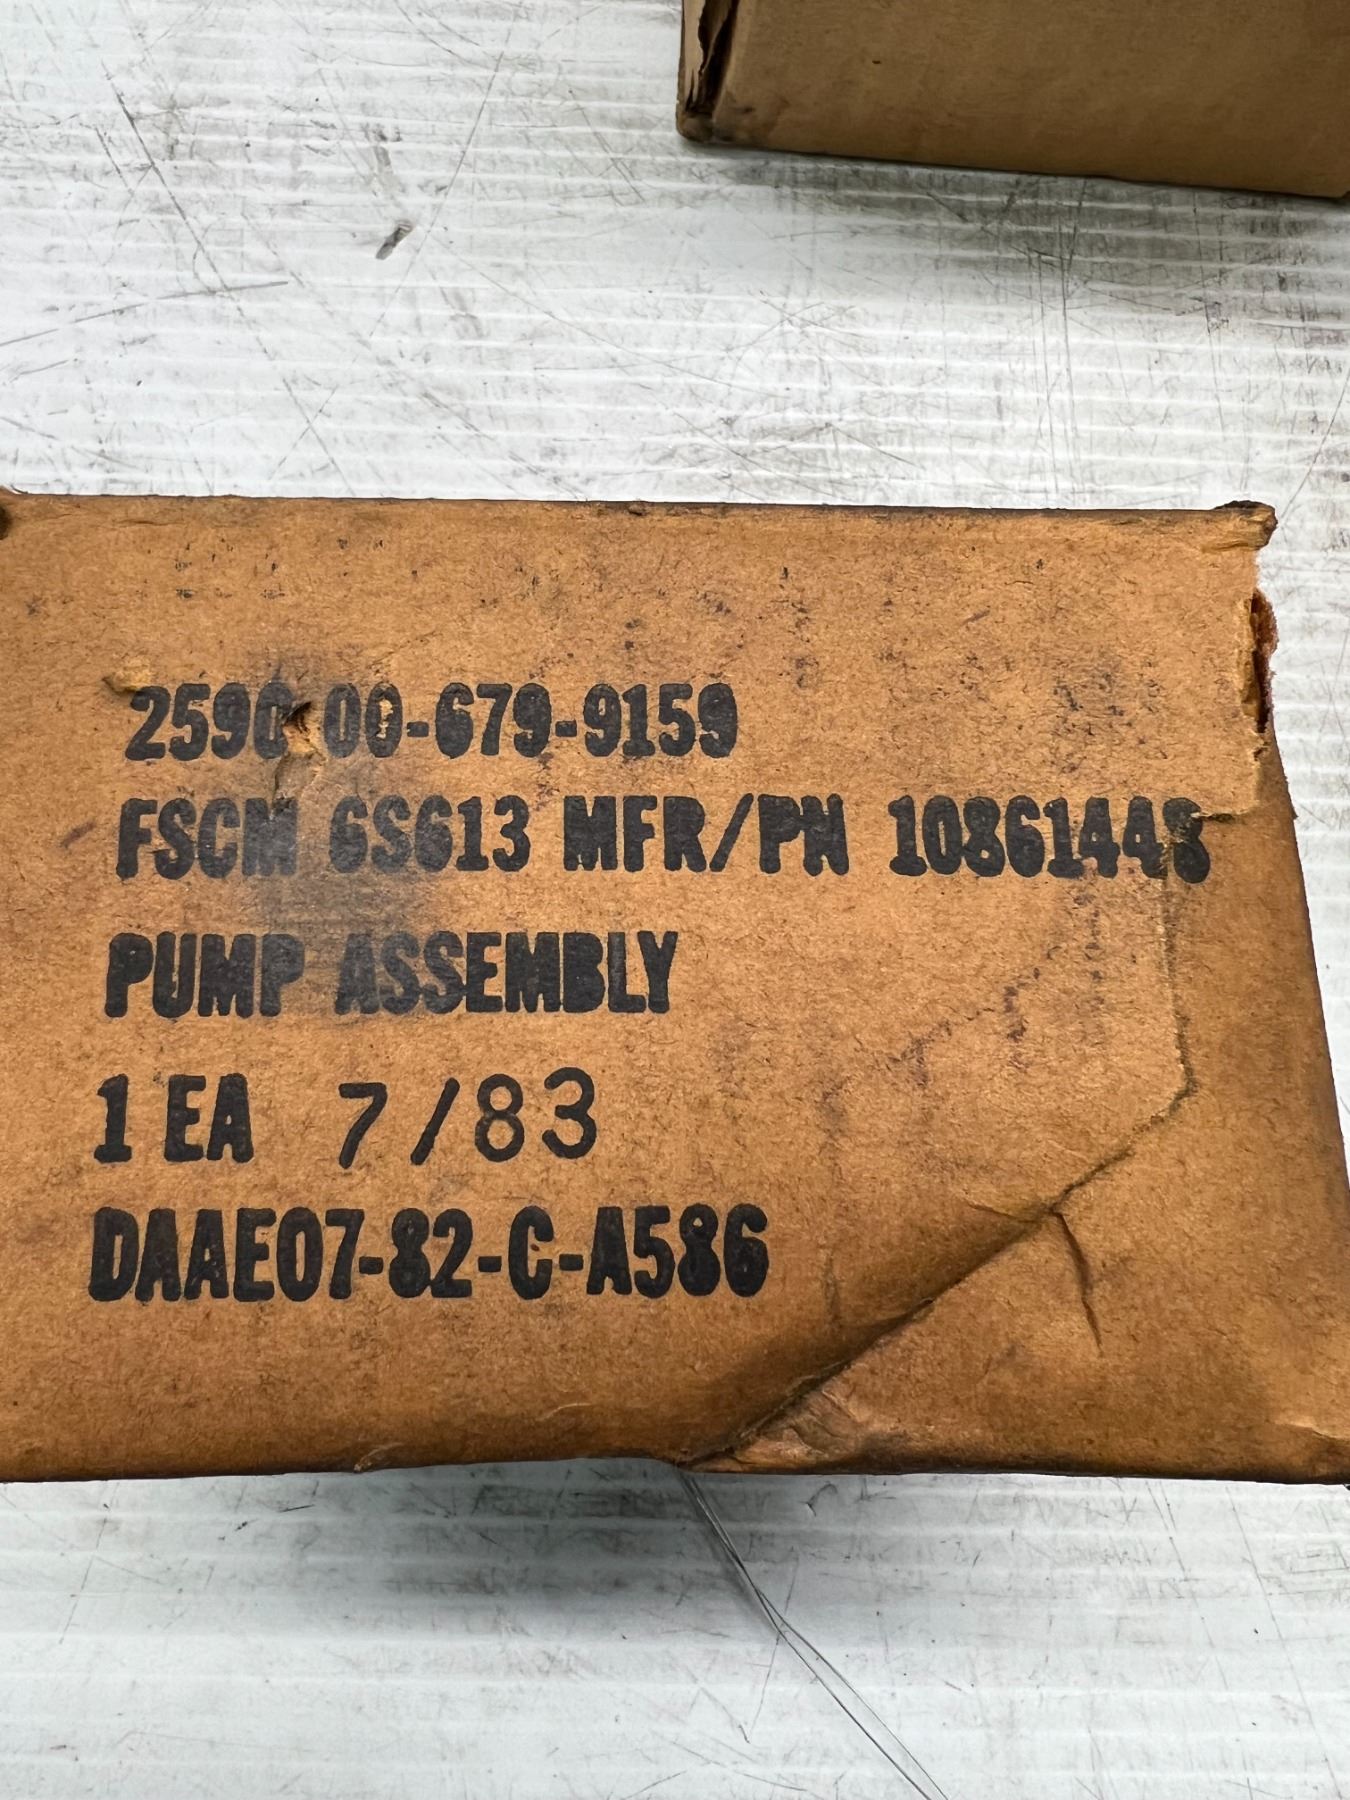 2590-00-679-9159
FSCM 6S613 MFR/PN 10861448
PUMP ASSEMBLY
1 EA 7/83
DAAE07-82-C-A586